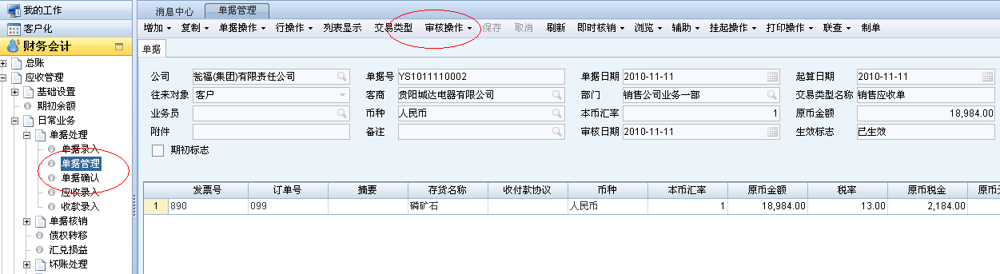 我的工作
客户化
财务会计
总账
应收管理
基础设置
期初余额
日常业务
单据处理
单据录入
单据管理
单据确认
应收录入
收款录入
单据核销
债权转移
汇兑损益
坏账处理
消息中心 单据管理
增加 复制 单据操作 行操作 列表显示 交易类型 审核操作 保存 取消 刷新 即时核销 浏览 辅助 挂起操作 打印操作 联查 制单
单据
公司 瓮福(集团)有限责任公司 单据号 YS1011110002 单据日期 2010-11-11 起算日期 2010-11-11
往来对象 客户 客商 贵阳城达电器有限公司 部门 销售公司业务一部 交易类型名称 销售应收单
业务员 币种 人民币 本币汇率 1 原币金额 18,984.00
附件 备注 审核日期 2010-11-11 生效标志 已生效
期初标志
发票号 订单号 摘要 存货名称 收付款协议 币种 本币汇率 原币金额 税率 原币税金 原币无
1 890 099 磷矿石 人民币 1 18,984.00 13.00 2,184.00